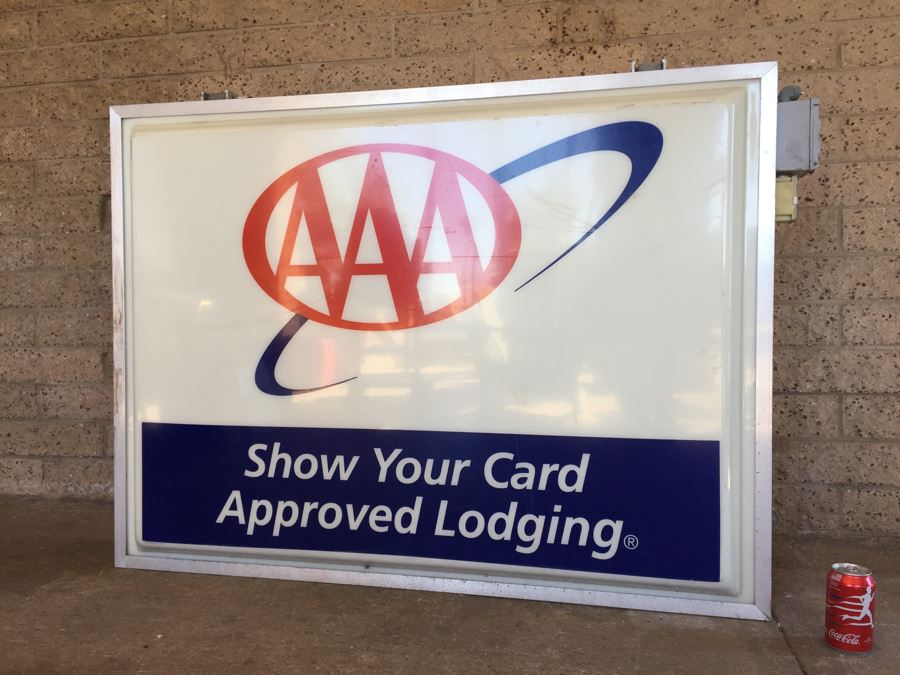 AAA
Show Your Card
Approved Lodging®
Coca-Cola